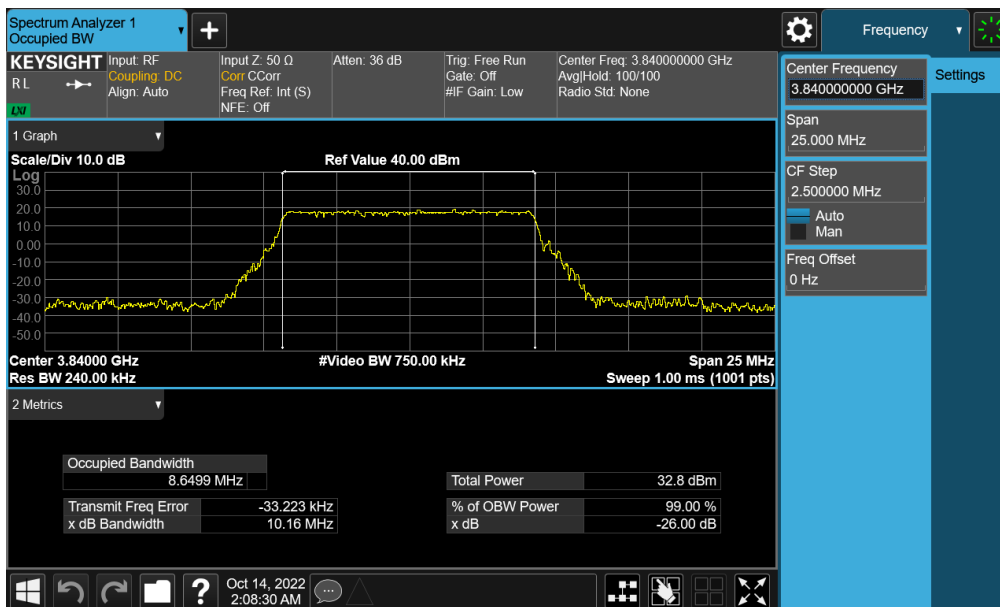 Spectrum Analyzer 1
Occupied BW
+
Frequency
KEYSIGHT
R L
LXI
Input: RF
Coupling: DC
Align: Auto
Input Z: 50 Ω
Corr CCorr
Freq Ref: Int (S)
NFE: Off
Atten: 36 dB
Trig: Free Run
Gate: Off
#IF Gain: Low
Center Freq: 3.840000000 GHz
Avg|Hold: 100/100
Radio Std: None
Center Frequency
3.840000000 GHz
Settings
Span
25.000 MHz
CF Step
2.500000 MHz
Auto
Man
Freq Offset
0 Hz
1 Graph
Scale/Div 10.0 dB
Ref Value 40.00 dBm
Log
30.0
20.0
10.0
0.00
-10.0
-20.0
-30.0
-40.0
-50.0
Center 3.84000 GHz
#Video BW 750.00 kHz
Span 25 MHz
Res BW 240.00 kHz
Sweep 1.00 ms (1001 pts)
2 Metrics
Occupied Bandwidth
8.6499 MHz
Total Power 32.8 dBm
Transmit Freq Error -33.223 kHz
% of OBW Power 99.00 %
x dB Bandwidth 10.16 MHz
x dB -26.00 dB
?
Oct 14, 2022
2:08:30 AM